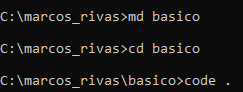 C:\marcos_rivas>md basico
C:\marcos_rivas>cd basico
C:\marcos_rivas\basico>code .